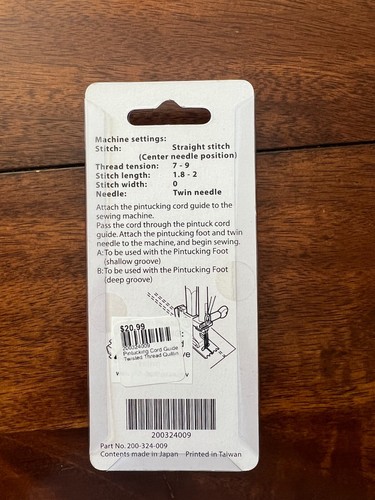 Machine settings:
Stitch: Straight stitch
(Center needle position)
Thread tension: 7 - 9
Stitch length: 1.8 - 2
Stitch width: 0
Needle: Twin needle
Attach the pintucking cord guide to the
sewing machine.
Pass the cord through the pintuck cord
guide. Attach the pintucking foot and twin
needle to the machine, and begin sewing.
A: To be used with the Pintucking Foot
(shallow groove)
B: To be used with the Pintucking Foot
(deep groove)
$20.99
200324009
Pintucking Cord Guide
Twisted Thread Quiltin
200324009
Part No. 200-324-009
Contents made in Japan Printed in Taiwan